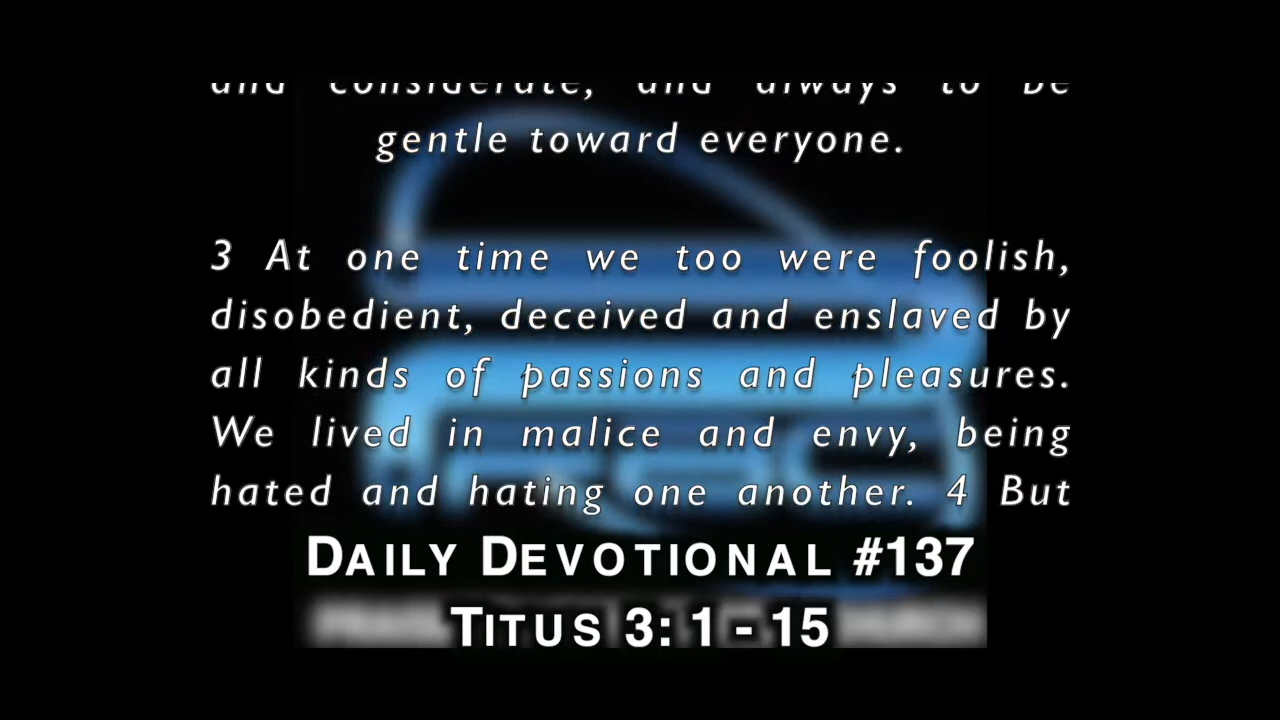 and considerate, and always to be
gentle toward everyone.
3 At one time we too were foolish,
disobedient, deceived and enslaved by
all kinds of passions and pleasures.
We lived in malice and envy, being
hated and hating one another. 4 But
DAILY DEVOTIONAL #137
TITUS 3: 1 - 15